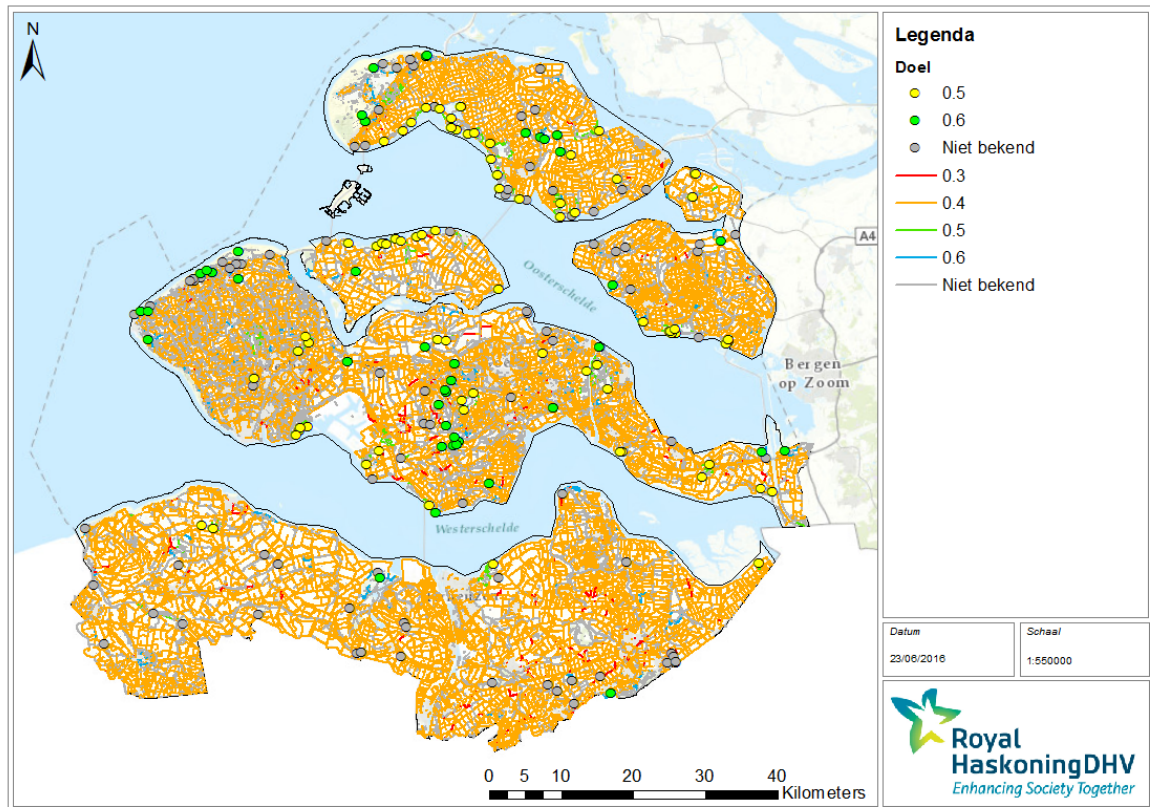 N
Oosterschelde
A4
Bergen
op Zoom
Westerschelde
0 5 10 20 30 40
Kilometers
Legenda
Doel
0.5
0.6
Niet bekend
0.3
0.4
0.5
0.6
Niet bekend
Datum
23/06/2016
Schaal
1:550000
Royal
HaskoningDHV
Enhancing Society Together